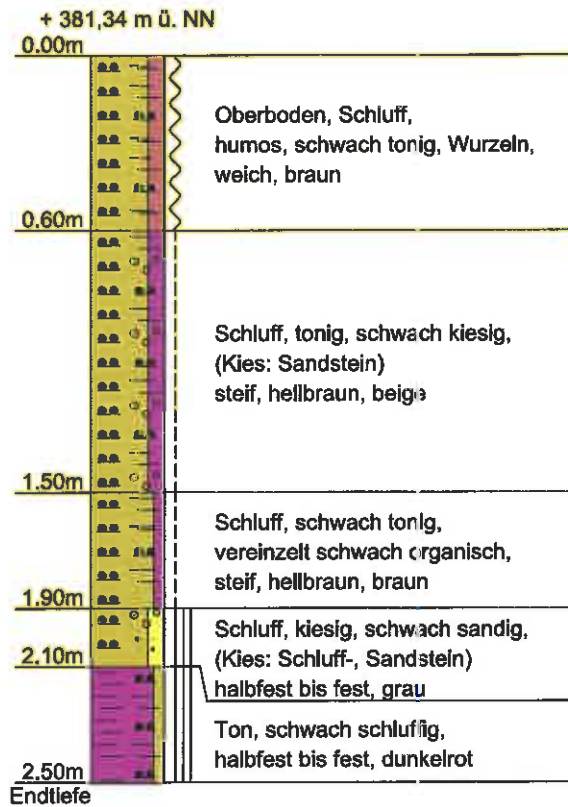 + 381,34 m ü. NN
0.00m
Oberboden, Schluff,
humos, schwach tonig, Wurzeln,
weich, braun
0.60m
Schluff, tonig, schwach kiesig,
(Kies: Sandstein)
steif, hellbraun, beige
1.50m
Schluff, schwach tonig,
vereinzelt schwach organisch,
steif, hellbraun, braun
1.90m
Schluff, kiesig, schwach sandig,
(Kies: Schluff-, Sandstein)
halbfest bis fest, grau
2.10m
Ton, schwach schluffig,
halbfest bis fest, dunkelrot
2.50m
Endtiefe